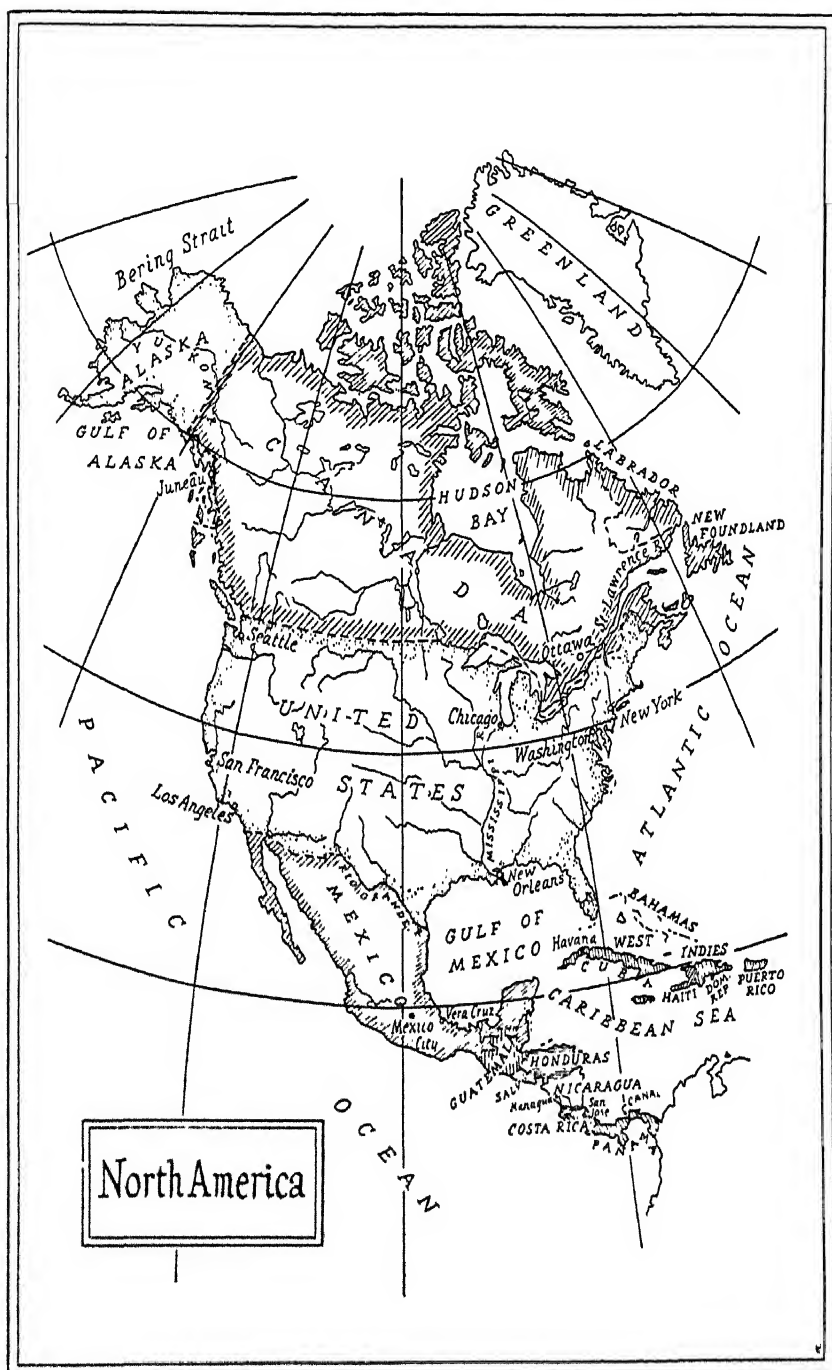 GREENLAND
Bering Strait
YUKON
ALASKA
GULF OF
ALASKA
Juneau
CANADA
HUDSON
BAY
LABRADOR
NEW
FOUNDLAND
St. Lawrence R.
Ottawa
Seattle
UNITED
STATES
Chicago
New York
Washington
San Francisco
Los Angeles
MISSISSIPPI R.
New
Orleans
PACIFIC
OCEAN
ATLANTIC
OCEAN
RIO GRANDE R.
MEXICO
GULF OF
MEXICO
BAHAMAS
Havana
WEST
INDIES
CUBA
HAITI
DOM.
REP
PUERTO
RICO
CARIBBEAN SEA
Mexico
City
Vera Cruz
GUATEMALA
HONDURAS
SALV
NICARAGUA
Managua
San
Jose
CANAL
COSTA RICA
PANAMA
North America